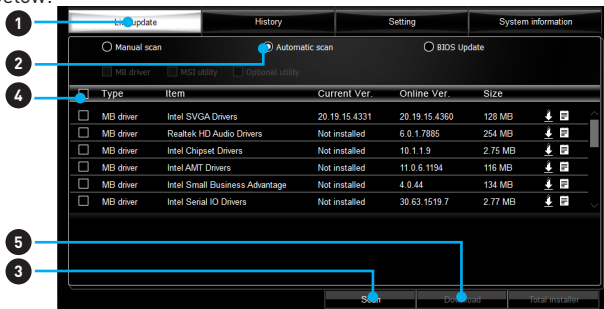 below:
1
Live update History Setting System information
Manual scan Automatic scan BIOS Update
2
MB driver MSI utility Optional utility
4
Type Item Current Ver. Online Ver. Size
MB driver Intel SVGA Drivers 20.19.15.4331 20.19.15.4360 128 MB
MB driver Realtek HD Audio Drivers Not installed 6.0.1.7885 254 MB
MB driver Intel Chipset Drivers Not installed 10.1.1.9 2.75 MB
MB driver Intel AMT Drivers Not installed 11.0.6.1194 116 MB
MB driver Intel Small Business Advantage Not installed 4.0.44 134 MB
MB driver Intel Serial IO Drivers Not installed 30.63.1519.7 2.77 MB
5
3
Scan Download Total installer